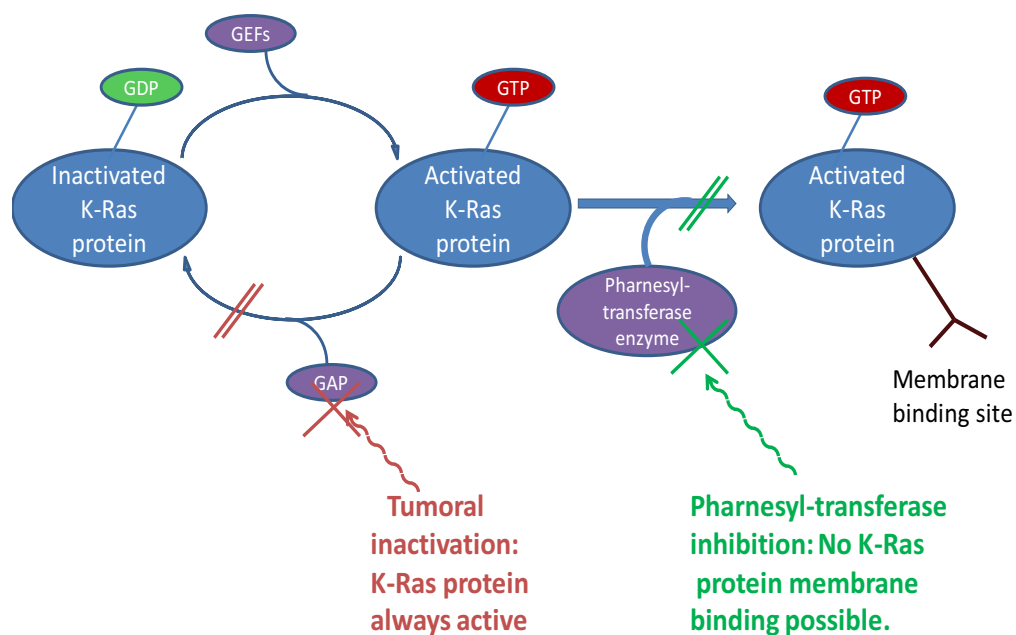 GEFs
GDP
GTP
GTP
Inactivated
K-Ras
protein
Activated
K-Ras
protein
Activated
K-Ras
protein
Pharnesyl-
transferase
enzyme
GAP
Membrane
binding site
Tumoral
inactivation:
K-Ras protein
always active
Pharnesyl-transferase
inhibition: No K-Ras
protein membrane
binding possible.